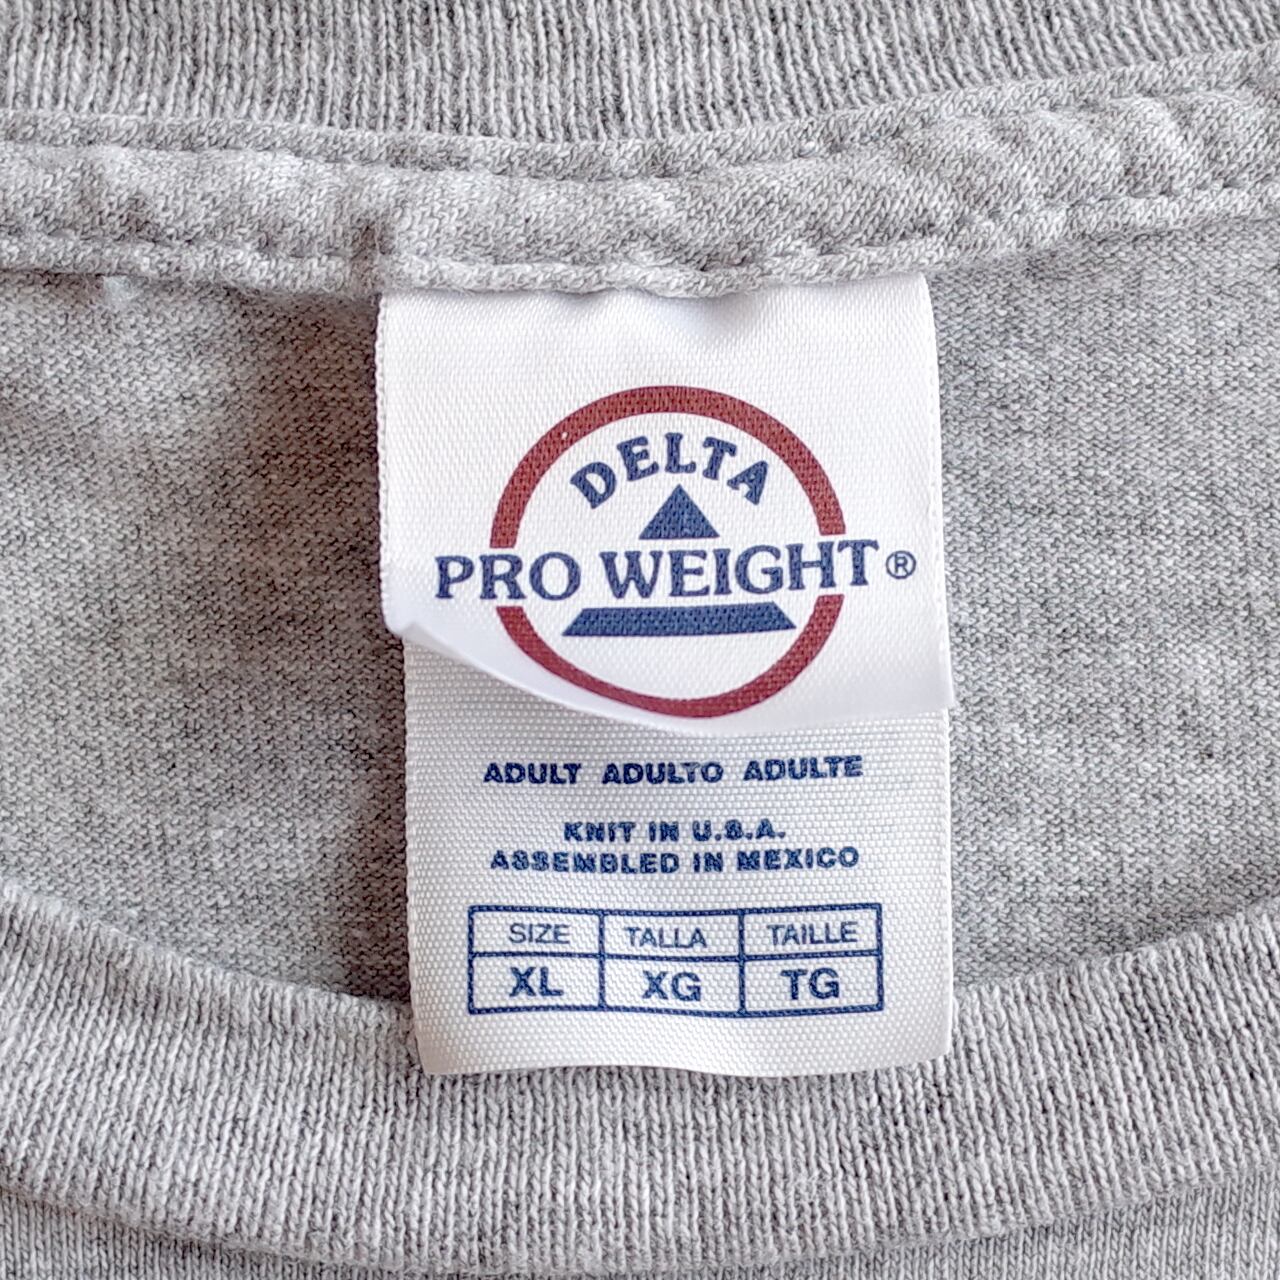 DELTA
PRO WEIGHT®
ADULT ADULTO ADULTE
KNIT IN U.S.A.
ASSEMBLED IN MEXICO
SIZE TALLA TAILLE
XL XG TG